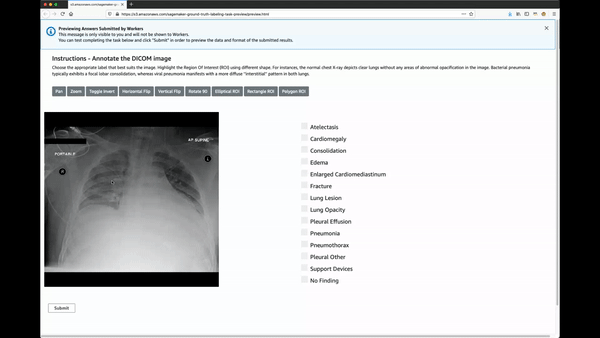 s3.amazonaws.com/sagemaker-gr
https://s3.amazonaws.com/sagemaker-ground-truth-labeling-task-preview/preview.html
Previewing Answers Submitted by Workers
This message is only visible to you and will not be shown to Workers.
You can test completing the task below and click "Submit" in order to preview the data and format of the submitted results.
Instructions - Annotate the DICOM image
Choose the appropriate label that best suits the image. Highlight the Region Of Interest (ROI) using different shape. For instances, the normal chest X-ray depicts clear lungs without any areas of abnormal opacification in the image. Bacterial pneumonia
typically exhibits a focal lobar consolidation, whereas viral pneumonia manifests with a more diffuse "interstitial" pattern in both lungs
Pan Zoom Toggle Invert Horizontal Flip Vertical Flip Rotate 90 Elliptical ROI Rectangle ROI Polygon ROI
AP SUPINE
PORTABLE
P
L
Atelectasis
Cardiomegaly
Consolidation
Edema
Enlarged Cardiomediastinum
Fracture
Lung Lesion
Lung Opacity
Pleural Effusion
Pneumonia
Pneumothorax
Pleural Other
Support Devices
No Finding
Submit